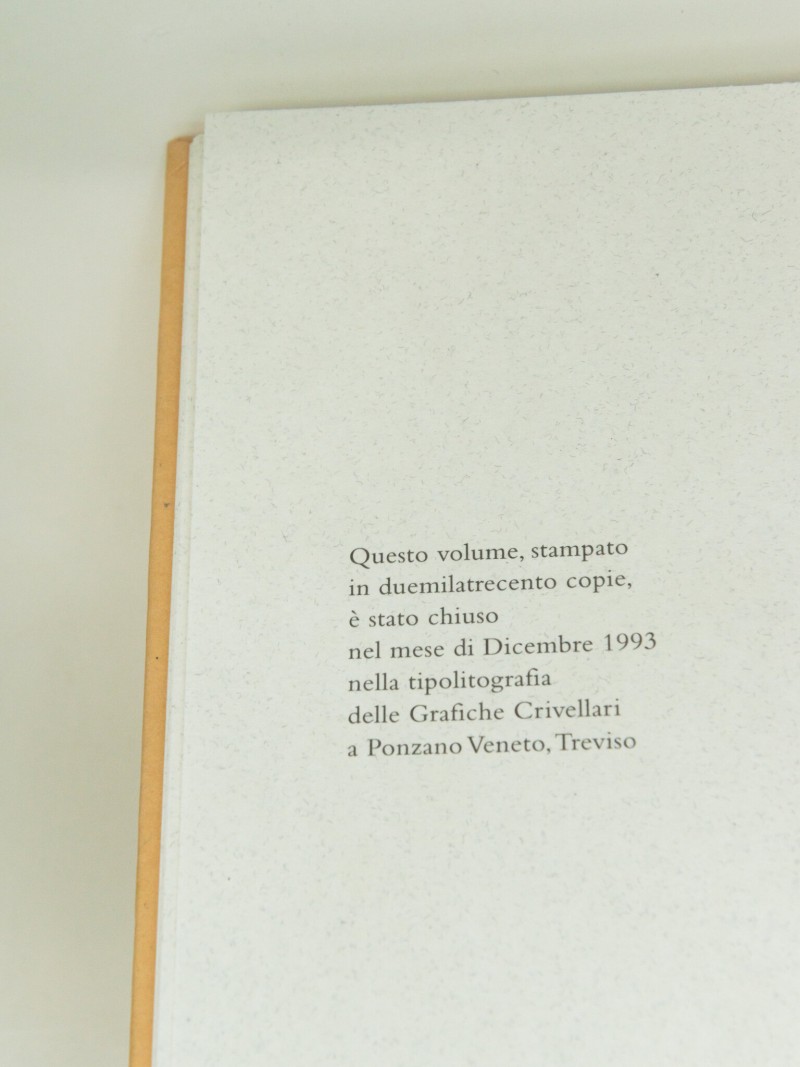 Questo volume, stampato
in duemilatrecento copie,
è stato chiuso
nel mese di Dicembre 1993
nella tipolitografia
delle Grafiche Crivellari
a Ponzano Veneto, Treviso